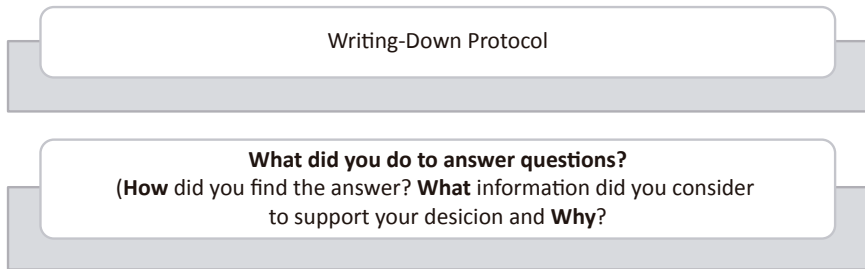 Writing-Down Protocol
What did you do to answer questions?
(How did you find the answer? What information did you consider
to support your desicion and Why?